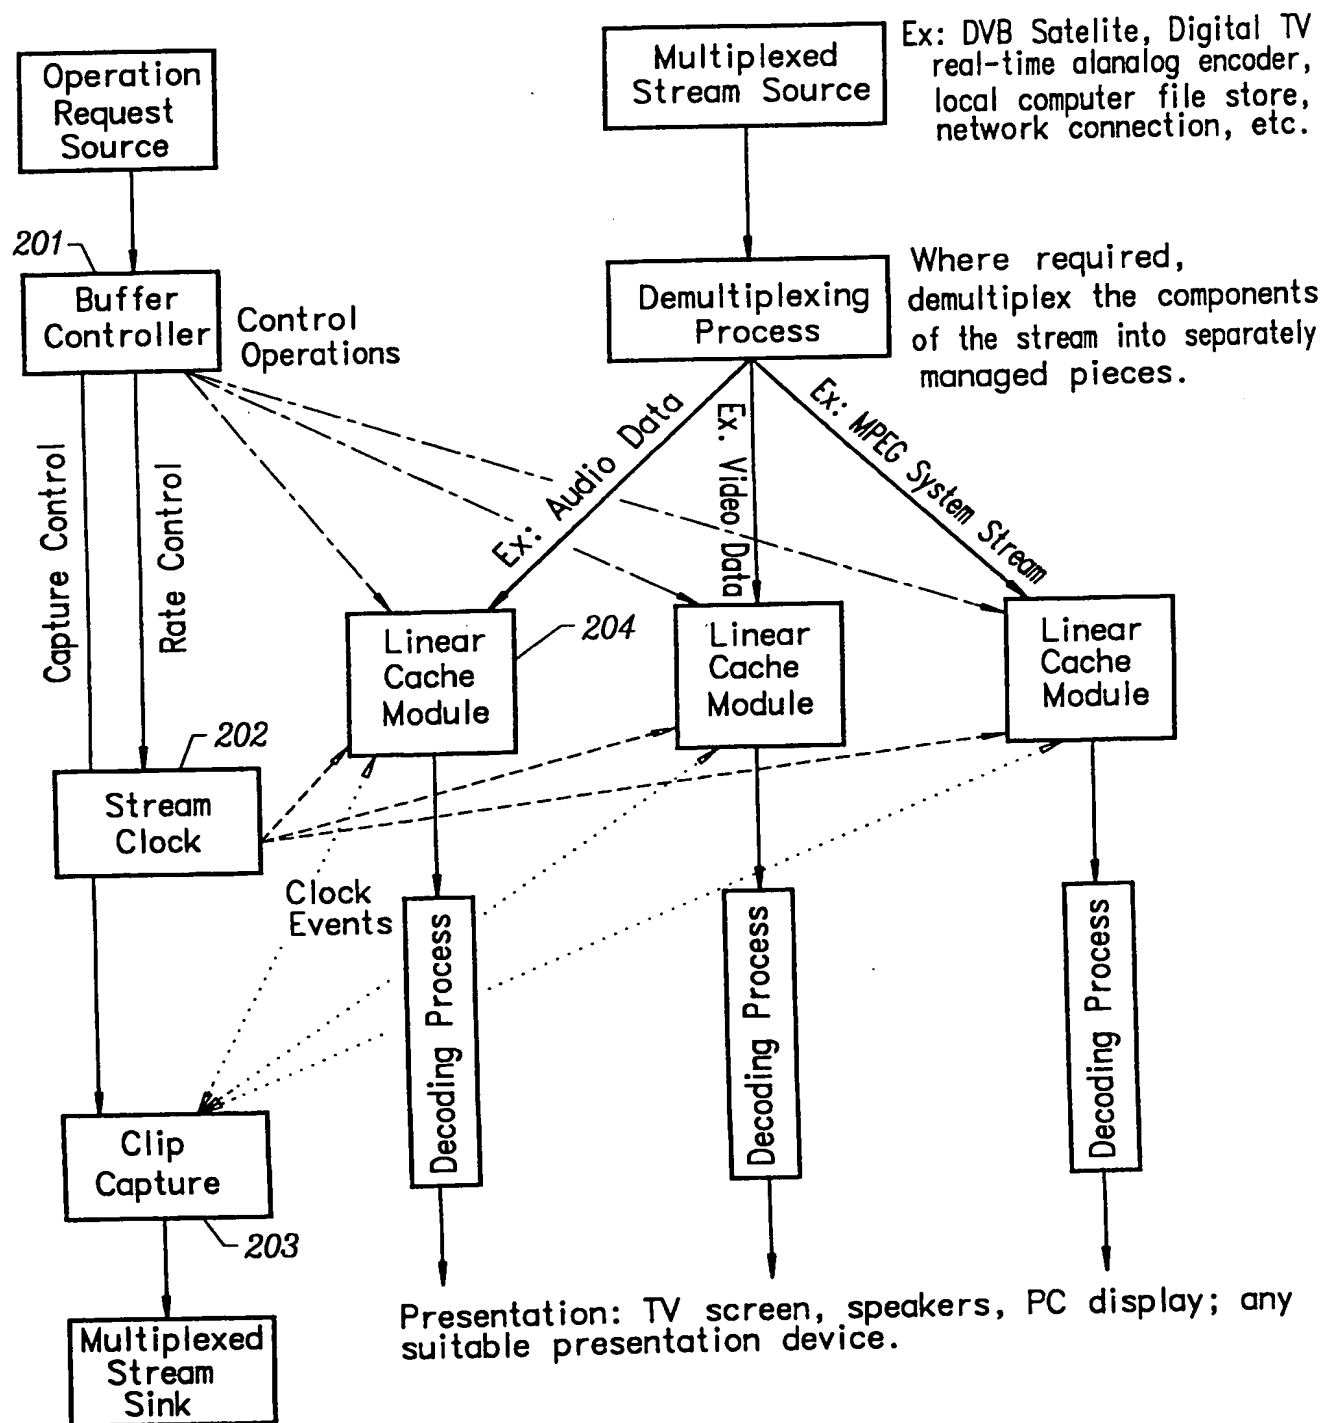 Operation
Request
Source
Multiplexed
Stream Source
Ex: DVB Satelite, Digital TV
real-time alanalog encoder,
local computer file store,
network connection, etc.
201
Buffer
Controller
Control
Operations
Demultiplexing
Process
Where required,
demultiplex the components
of the stream into separately
managed pieces.
Capture Control
Rate Control
Ex: Audio Data
Ex. Video Data
Ex: MPEG System Stream
Linear
Cache
Module
204
Linear
Cache
Module
Linear
Cache
Module
202
Stream
Clock
Clock
Events
Decoding Process
Decoding Process
Decoding Process
Clip
Capture
203
Multiplexed
Stream
Sink
Presentation: TV screen, speakers, PC display; any
suitable presentation device.